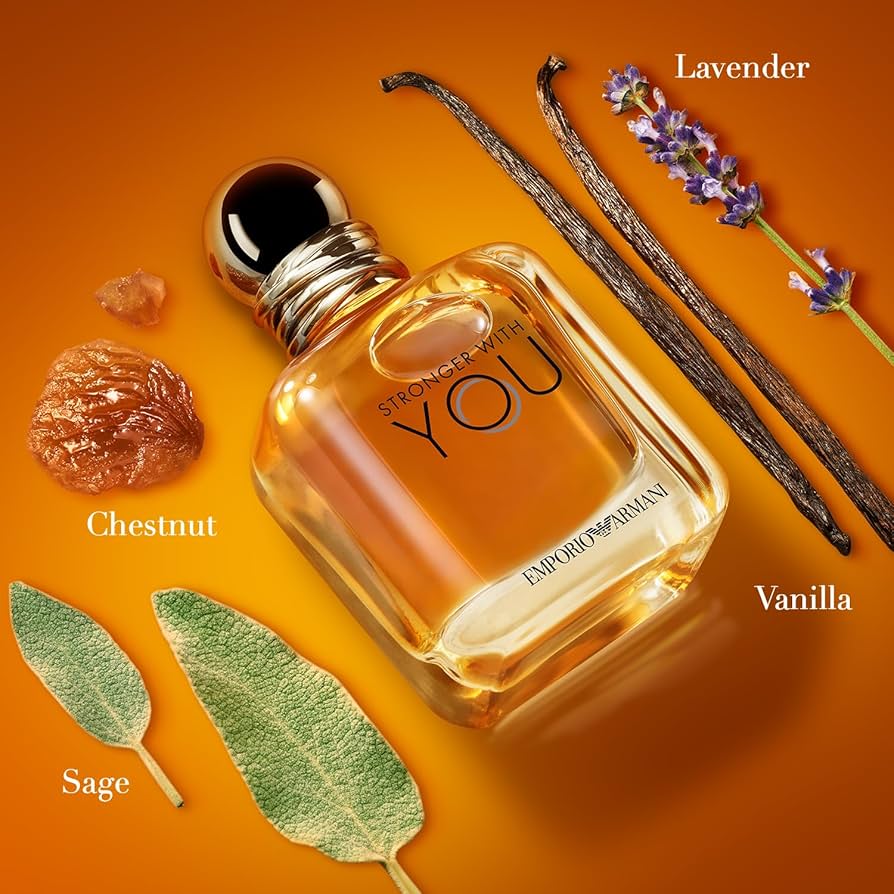 Lavender
STRONGER WITH
YOU
EMPORIO ARMANI
Chestnut
Vanilla
Sage